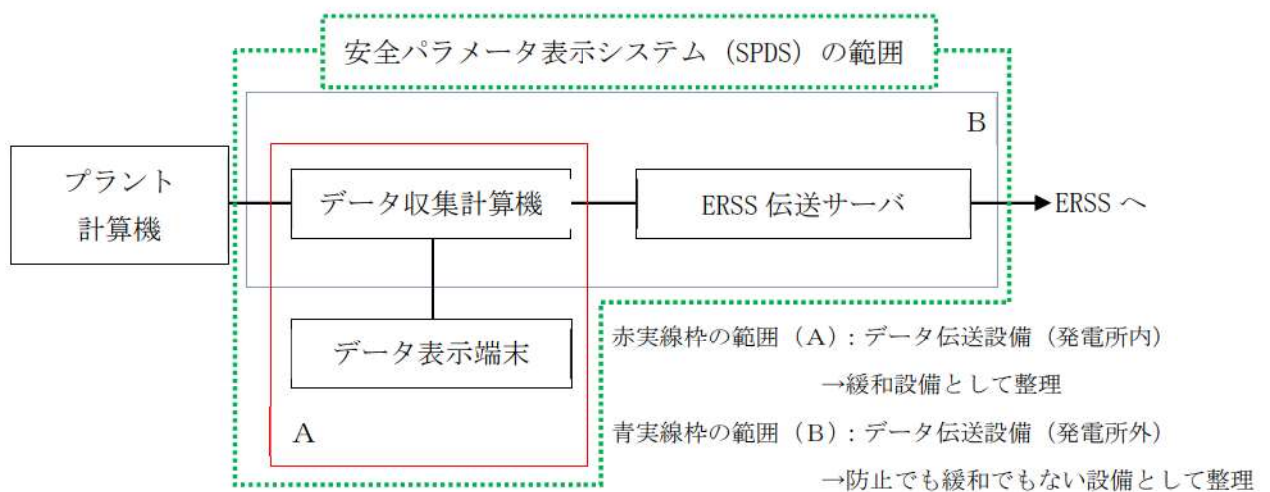 安全パラメータ表示システム（SPDS）の範囲
B
プラント
計算機
データ収集計算機
ERSS 伝送サーバ
ERSS へ
データ表示端末
A
赤実線枠の範囲（A）：データ伝送設備（発電所内）
→緩和設備として整理
青実線枠の範囲（B）：データ伝送設備（発電所外）
→防止でも緩和でもない設備として整理